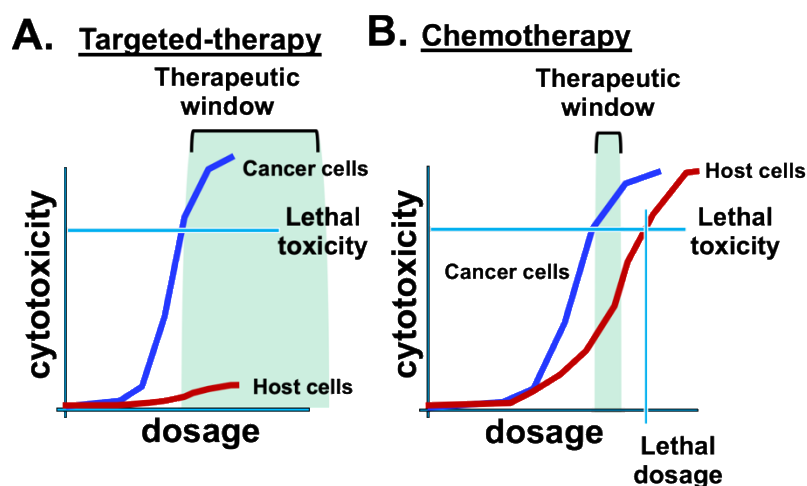 A. Targeted-therapy
Therapeutic
window
Cancer cells
Lethal
toxicity
Host cells
cytotoxicity
dosage
B. Chemotherapy
Therapeutic
window
Host cells
Lethal
toxicity
Cancer cells
cytotoxicity
dosage
Lethal
dosage